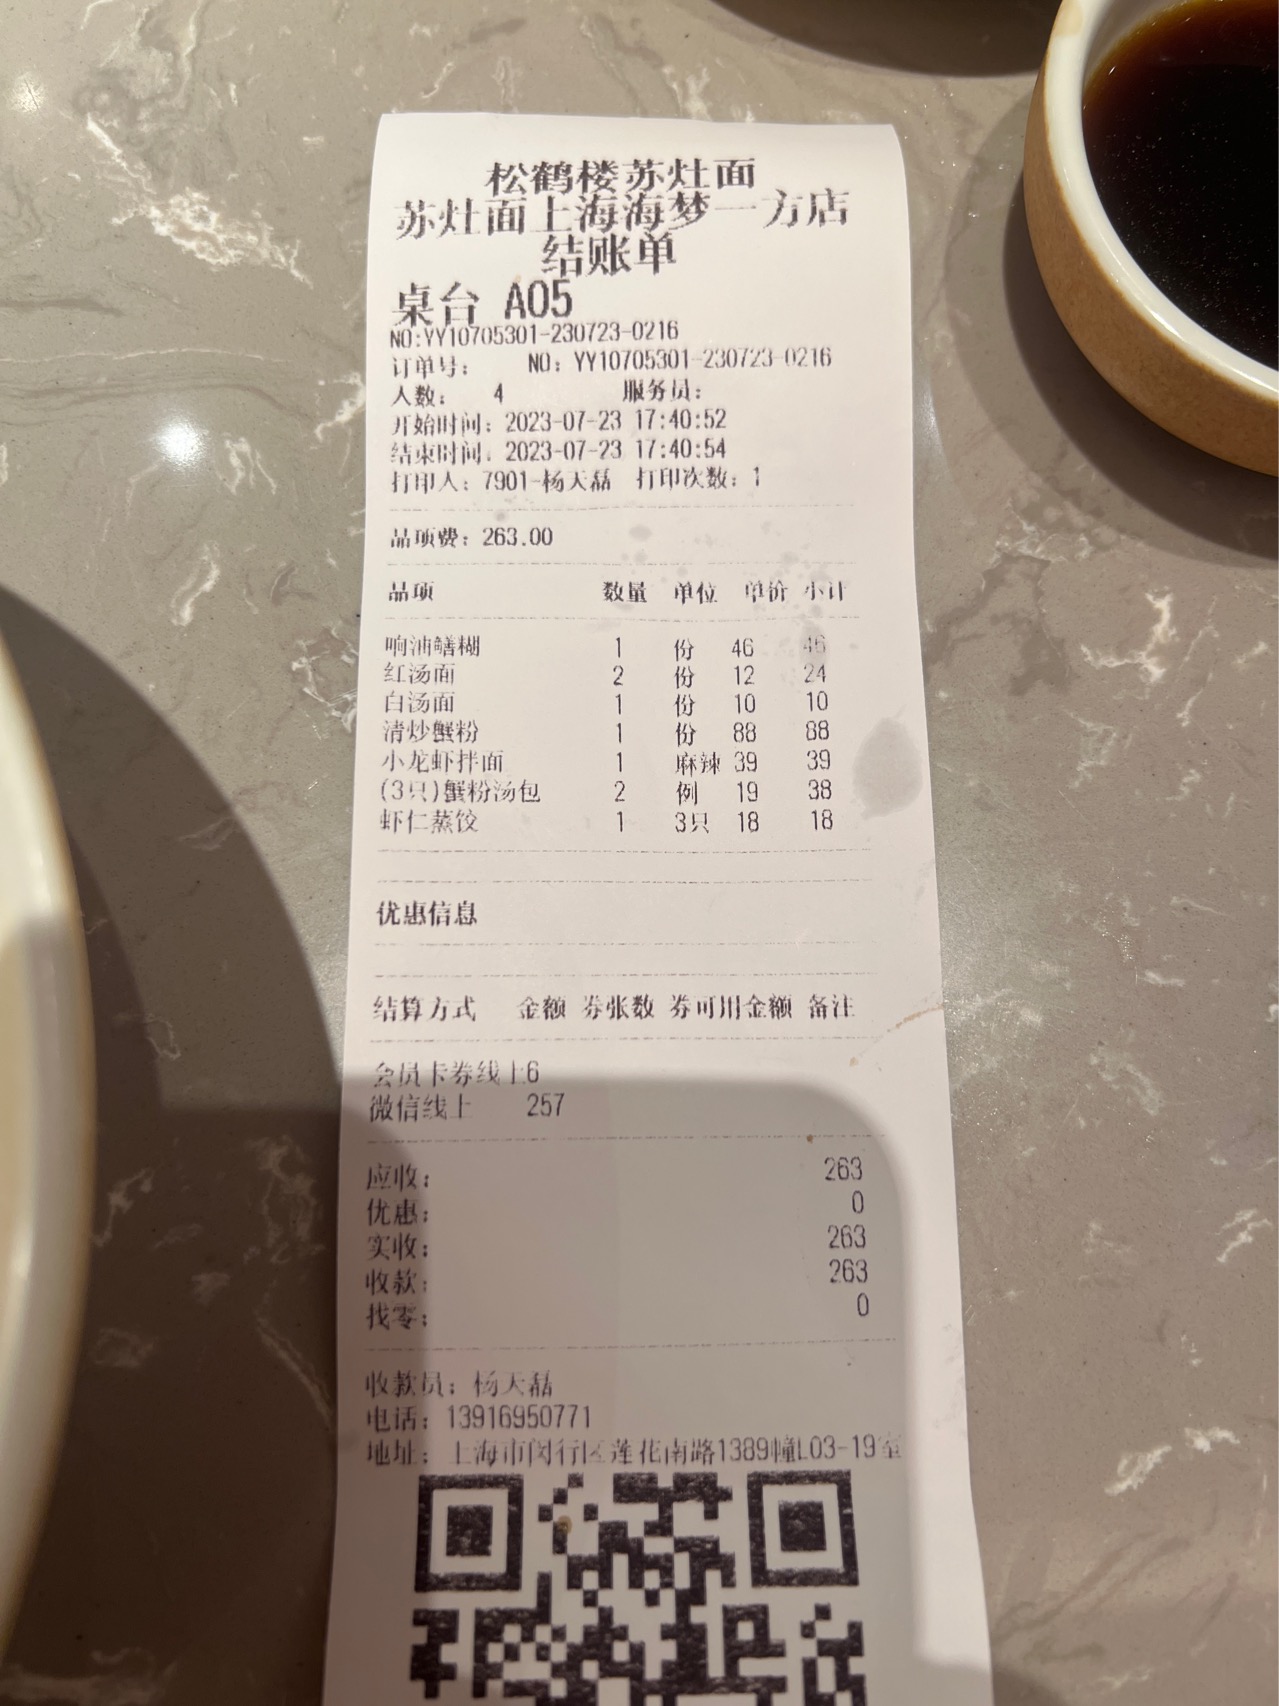 松鹤楼苏灶面
苏灶面上海海梦一方店
结账单
桌台 A05
NO:YY10705301-230723-0216
订单号： NO：YY10705301-230723-0216
人数： 4 服务员：
开始时间：2023-07-23 17:40:52
结束时间：2023-07-23 17:40:54
打印人：7901-杨天磊 打印次数：1
品项费：263.00
品项 数量 单位 单价 小计
响油鳝糊 1 份 46 46
红汤面 2 份 12 24
白汤面 1 份 10 10
清炒蟹粉 1 份 88 88
小龙虾拌面 1 麻辣 39 39
(3只)蟹粉汤包 2 例 19 38
虾仁蒸饺 1 3只 18 18
优惠信息
结算方式 金额 券张数 券可用金额 备注
会员卡券线上6
微信线上 257
应收： 263
优惠： 0
实收： 263
收款： 263
找零： 0
收款员：杨天磊
电话：13916950771
地址：上海市闵行区莲花南路1389幢L03-19室